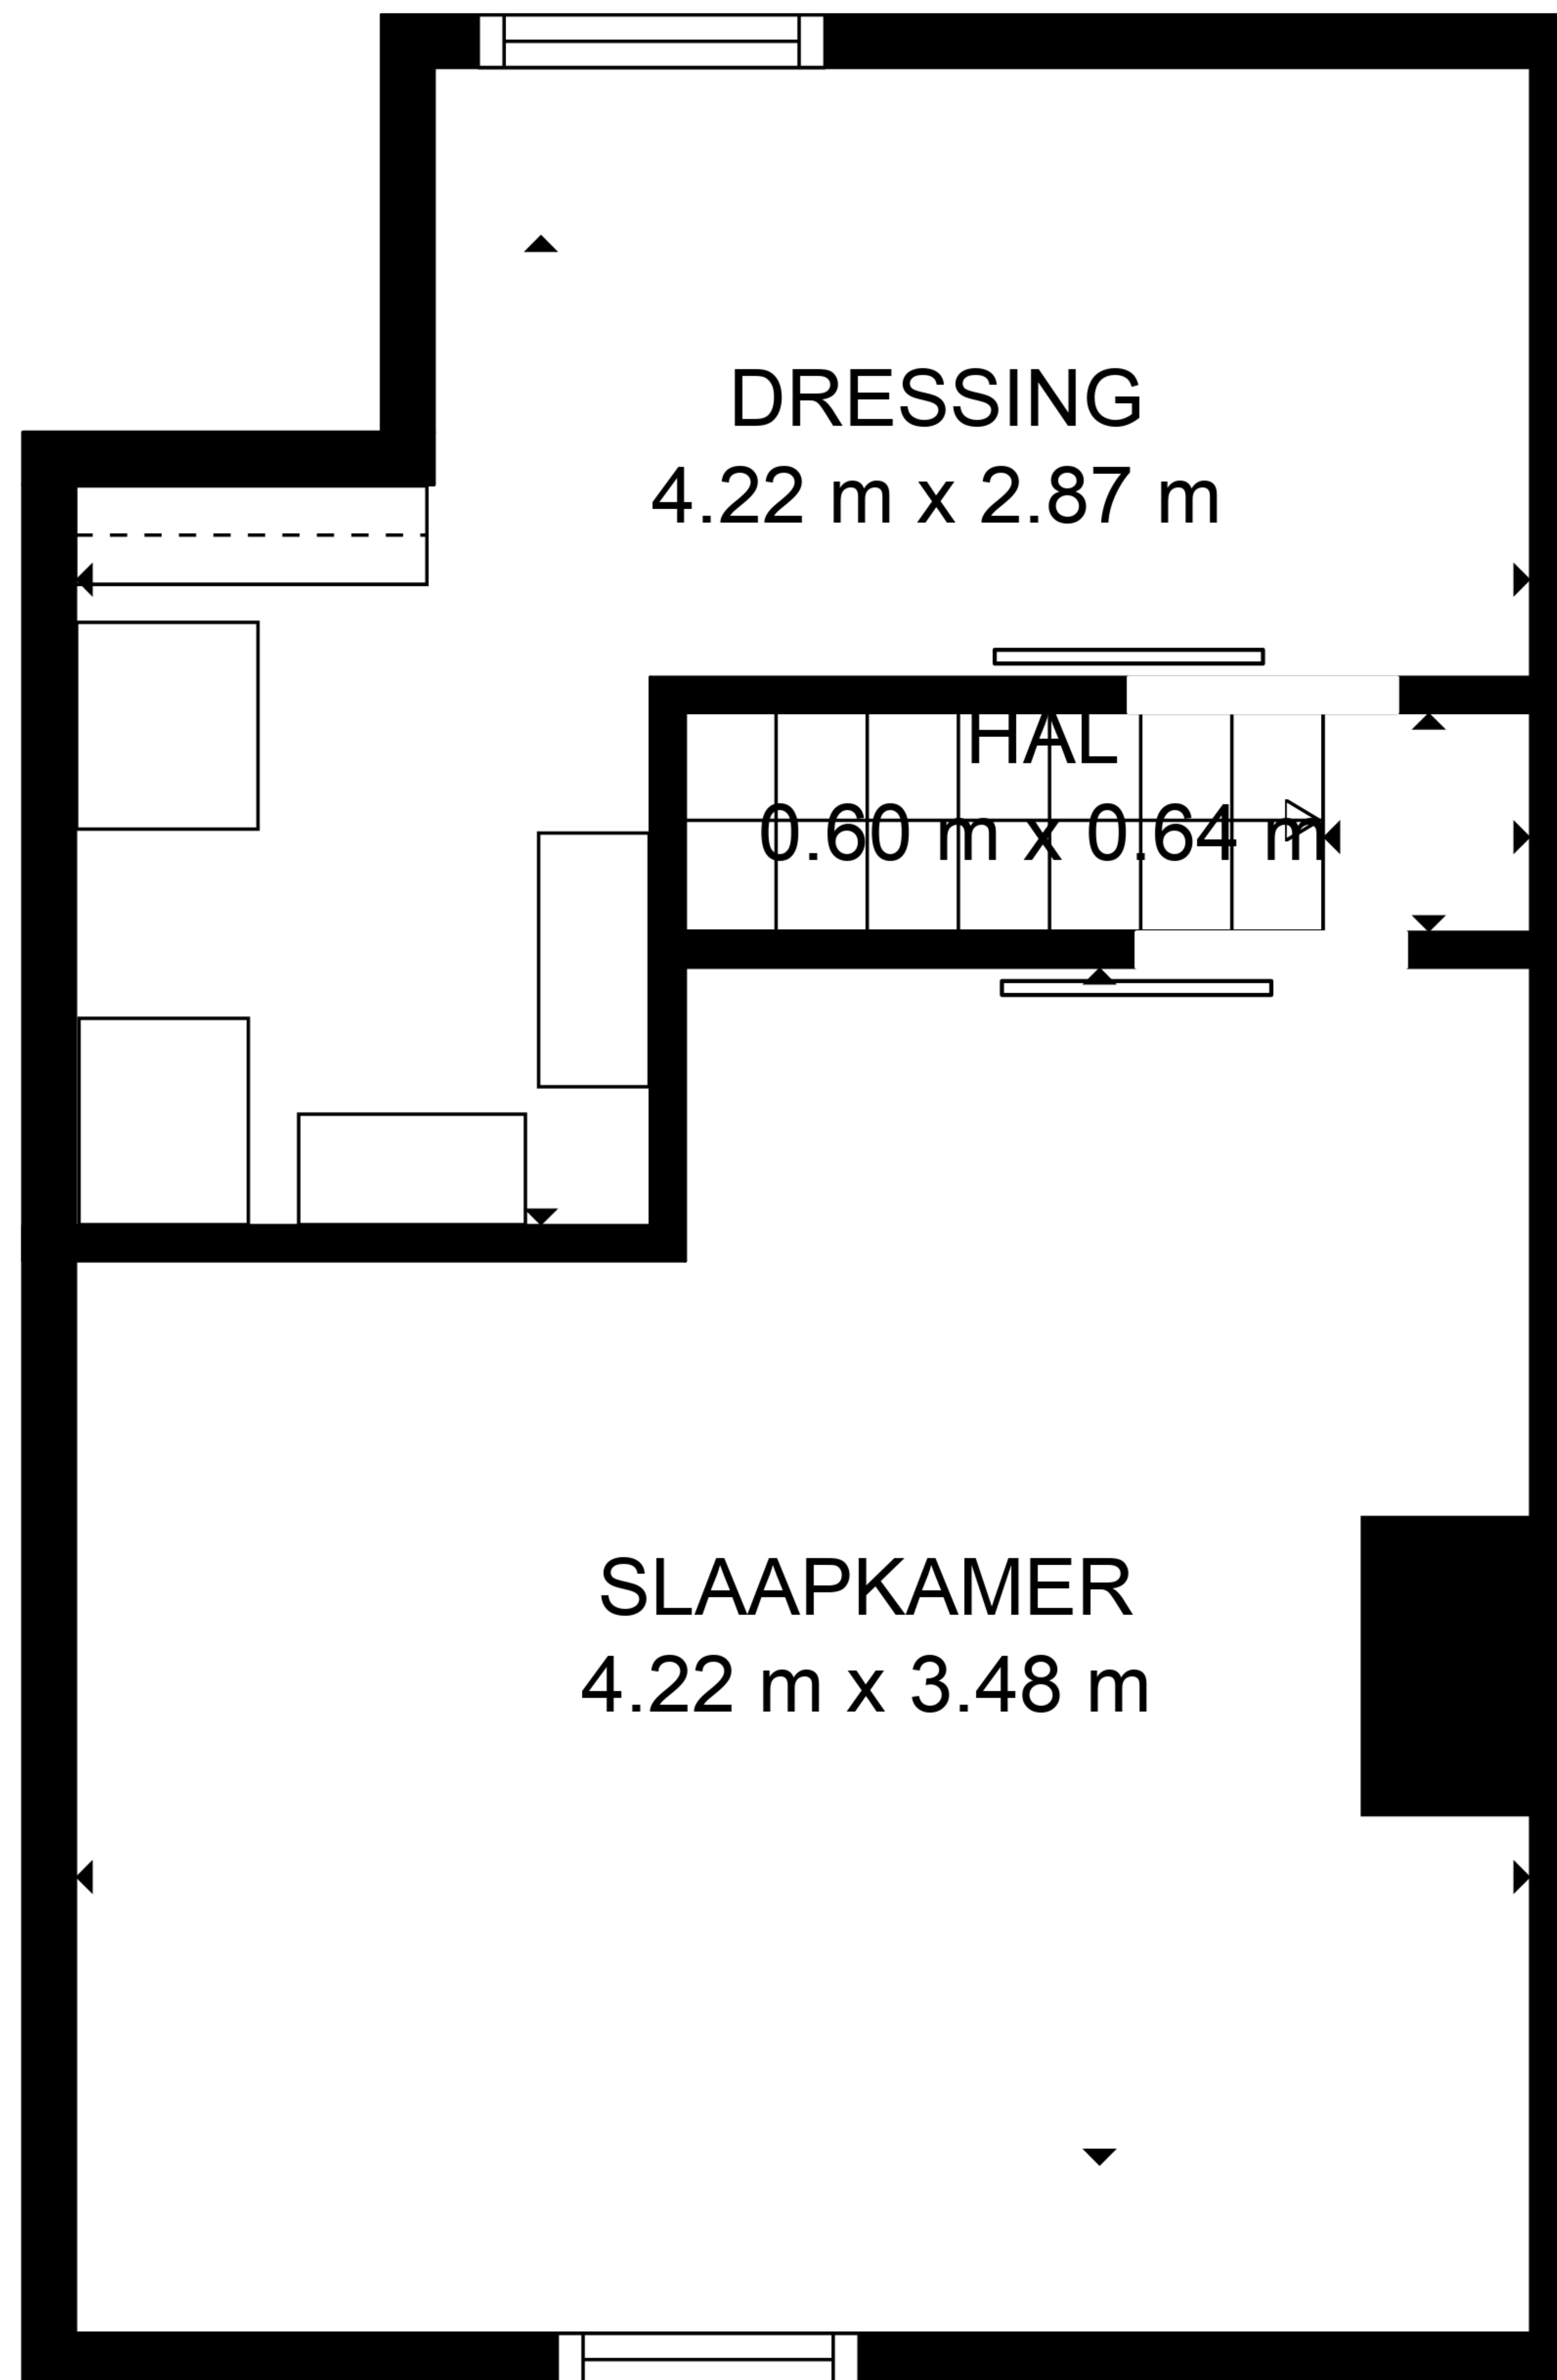 DRESSING
4.22 m x 2.87 m
HAL
0.60 m x 0.64 m
SLAAPKAMER
4.22 m x 3.48 m